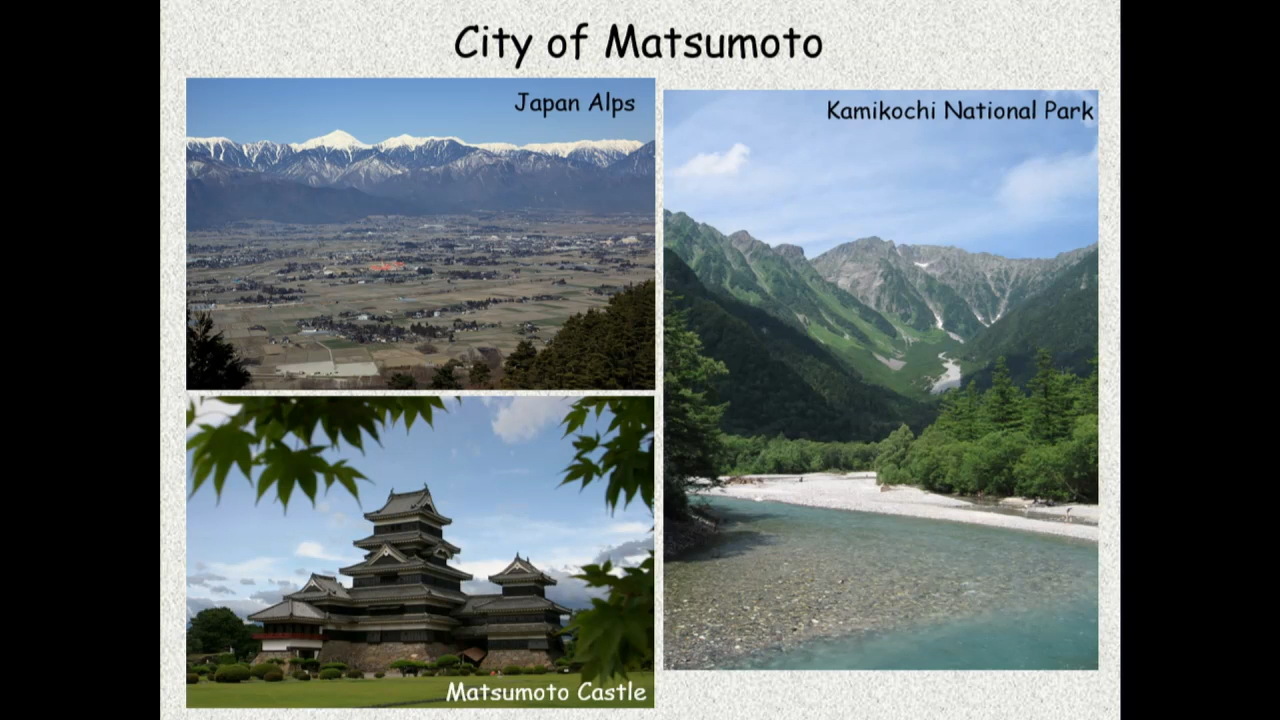 City of Matsumoto
Japan Alps
Kamikochi National Park
Matsumoto Castle